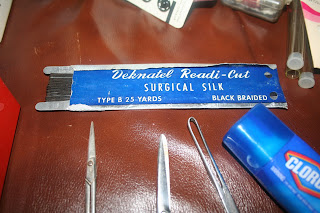 Deknatel Readi-Cut
SURGICAL SILK
TYPE B 25 YARDS BLACK BRAIDED
CLORO